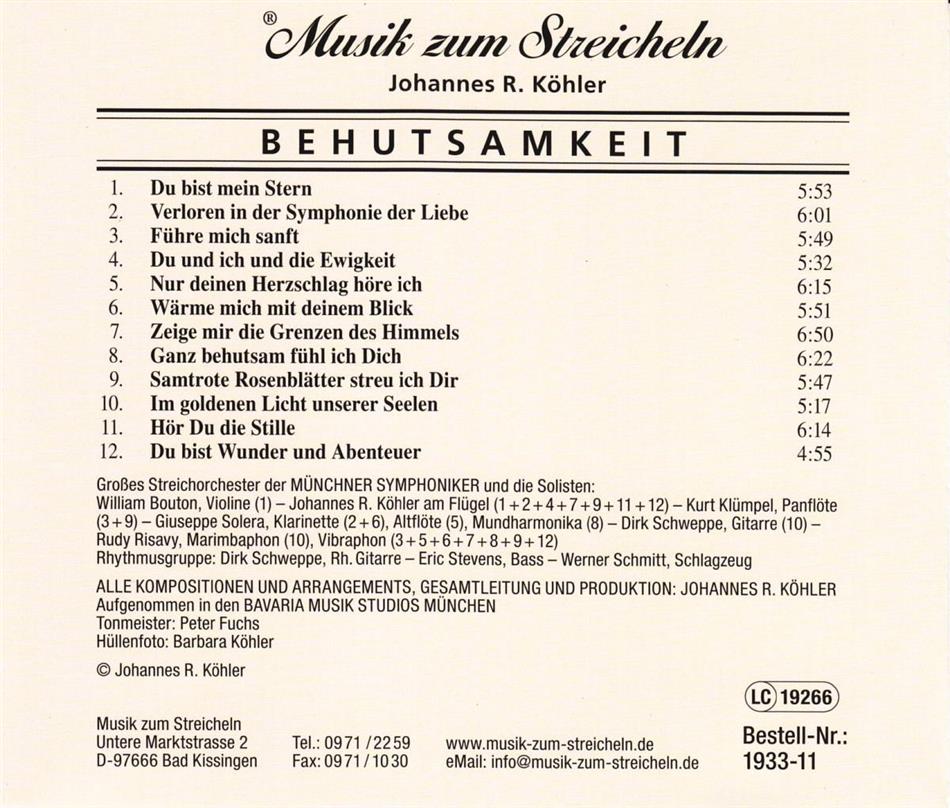 ® Musik zum Streicheln
Johannes R. Köhler
BEHUTSAMKEIT
1. Du bist mein Stern 5:53
2. Verloren in der Symphonie der Liebe 6:01
3. Führe mich sanft 5:49
4. Du und ich und die Ewigkeit 5:32
5. Nur deinen Herzschlag höre ich 6:15
6. Wärme mich mit deinem Blick 5:51
7. Zeige mir die Grenzen des Himmels 6:50
8. Ganz behutsam fühl ich Dich 6:22
9. Samtrote Rosenblätter streu ich Dir 5:47
10. Im goldenen Licht unserer Seelen 5:17
11. Hör Du die Stille 6:14
12. Du bist Wunder und Abenteuer 4:55
Großes Streichorchester der MÜNCHNER SYMPHONIKER und die Solisten:
William Bouton, Violine (1) – Johannes R. Köhler am Flügel (1+2+4+7+9+11+12) – Kurt Klümpel, Panflöte
(3+9) – Giuseppe Solera, Klarinette (2+6), Altflöte (5), Mundharmonika (8) – Dirk Schweppe, Gitarre (10) –
Rudy Risavy, Marimbaphon (10), Vibraphon (3+5+6+7+8+9+12)
Rhythmusgruppe: Dirk Schweppe, Rh. Gitarre – Eric Stevens, Bass – Werner Schmitt, Schlagzeug
ALLE KOMPOSITIONEN UND ARRANGEMENTS, GESAMTLEITUNG UND PRODUKTION: JOHANNES R. KÖHLER
Aufgenommen in den BAVARIA MUSIK STUDIOS MÜNCHEN
Tonmeister: Peter Fuchs
Hüllenfoto: Barbara Köhler
© Johannes R. Köhler
LC 19266
Musik zum Streicheln
Untere Marktstrasse 2 Tel.: 09 71 / 22 59 www.musik-zum-streicheln.de
D-97666 Bad Kissingen Fax: 09 71 / 10 30 eMail: info@musik-zum-streicheln.de
Bestell-Nr.:
1933-11